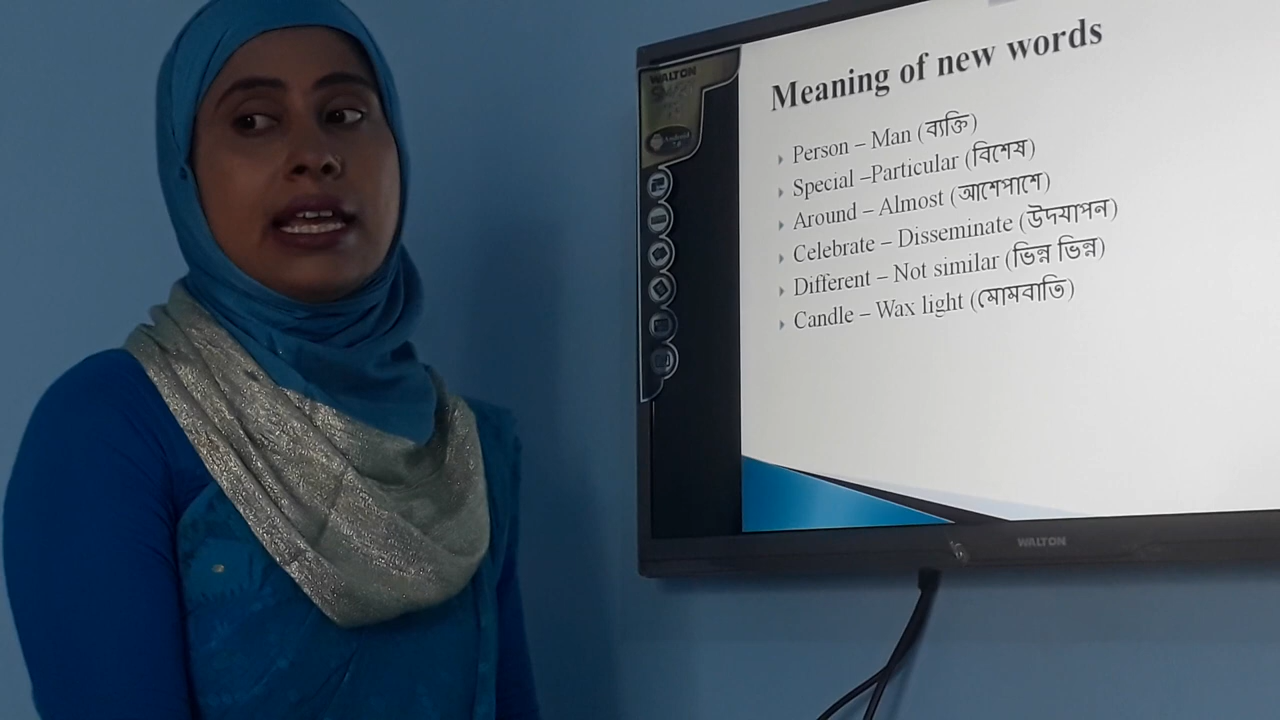 Meaning of new words
Person – Man (ব্যক্তি)
Special –Particular (বিশেষ)
Around – Almost (আশেপাশে)
Celebrate – Disseminate (উদযাপন)
Different – Not similar (ভিন্ন ভিন্ন)
Candle – Wax light (মোমবাতি)
WALTON
Android
WALTON